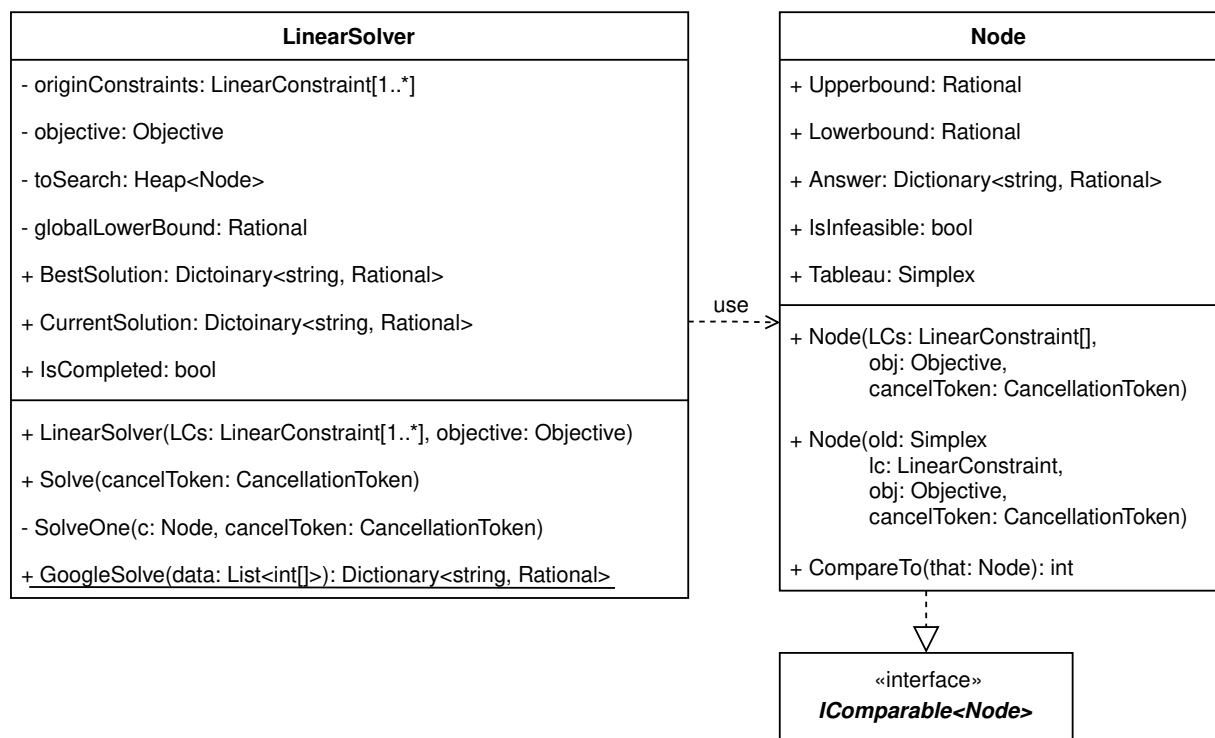 LinearSolver
- originConstraints: LinearConstraint[1..*]
- objective: Objective
- toSearch: Heap<Node>
- globalLowerBound: Rational
+ BestSolution: Dictoinary<string, Rational>
+ CurrentSolution: Dictoinary<string, Rational>
+ IsCompleted: bool
+ LinearSolver(LCs: LinearConstraint[1..*], objective: Objective)
+ Solve(cancelToken: CancellationToken)
- SolveOne(c: Node, cancelToken: CancellationToken)
+ GoogleSolve(data: List<int[]>): Dictionary<string, Rational>
use
Node
+ Upperbound: Rational
+ Lowerbound: Rational
+ Answer: Dictionary<string, Rational>
+ IsInfeasible: bool
+ Tableau: Simplex
+ Node(LCs: LinearConstraint[],
obj: Objective,
cancelToken: CancellationToken)
+ Node(old: Simplex
lc: LinearConstraint,
obj: Objective,
cancelToken: CancellationToken)
+ CompareTo(that: Node): int
«interface»
IComparable<Node>